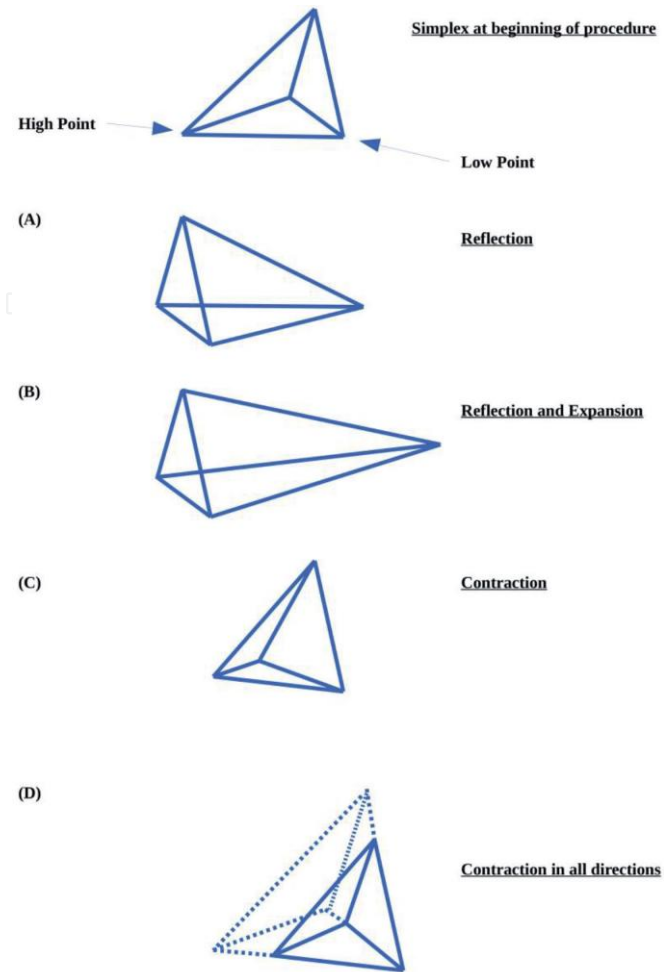 Simplex at beginning of procedure
High Point
Low Point
(A)
Reflection
(B)
Reflection and Expansion
(C)
Contraction
(D)
Contraction in all directions